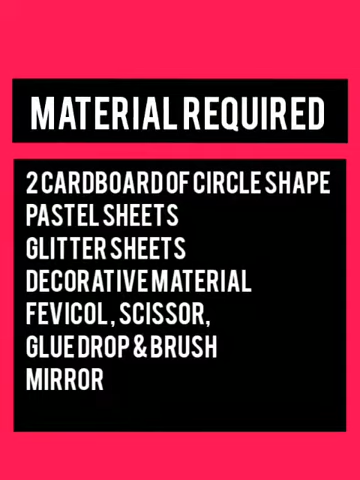 MATERIAL REQUIRED
2 CARDBOARD OF CIRCLE SHAPE
PASTEL SHEETS
GLITTER SHEETS
DECORATIVE MATERIAL
FEVICOL, SCISSOR,
GLUE DROP & BRUSH
MIRROR